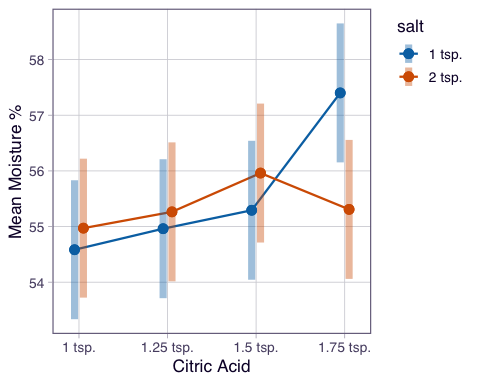 salt
1 tsp.
2 tsp.
Mean Moisture %
58
57
56
55
54
1 tsp. 1.25 tsp. 1.5 tsp. 1.75 tsp.
Citric Acid